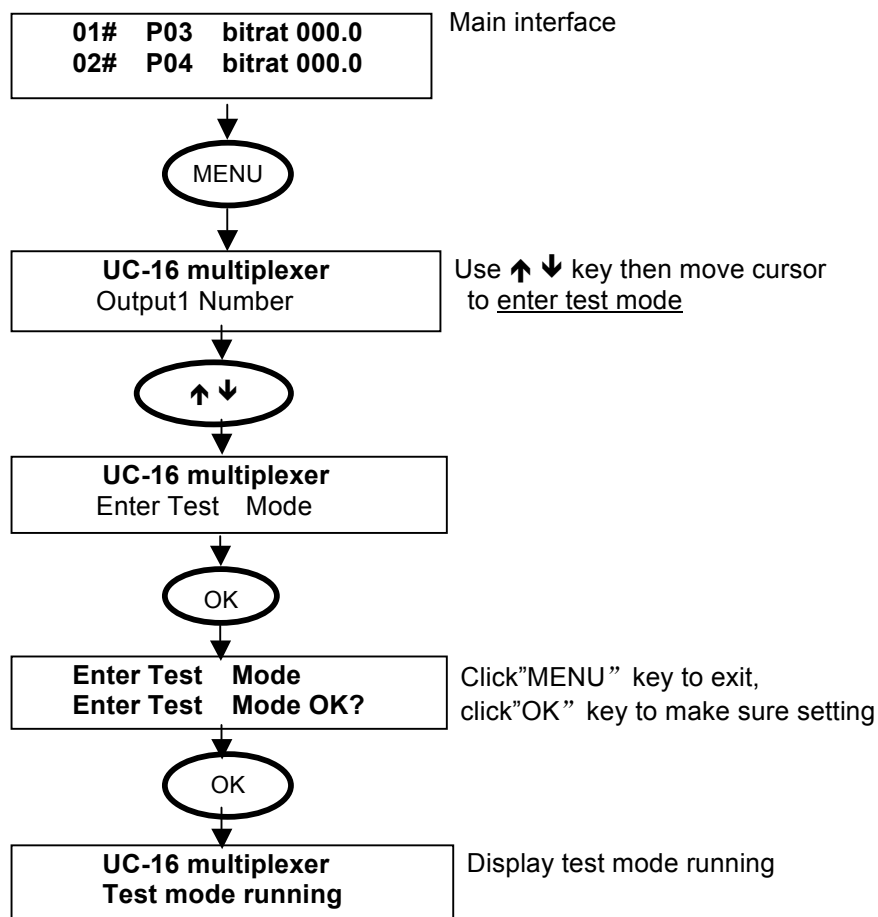 01# P03 bitrat 000.0
Main interface
02# P04 bitrat 000.0
MENU
UC-16 multiplexer
Output1 Number
Use ↑ ↓ key then move cursor
to enter test mode
↑ ↓
UC-16 multiplexer
Enter Test Mode
OK
Enter Test Mode
Enter Test Mode OK?
Click”MENU” key to exit,
click”OK” key to make sure setting
OK
UC-16 multiplexer
Test mode running
Display test mode running